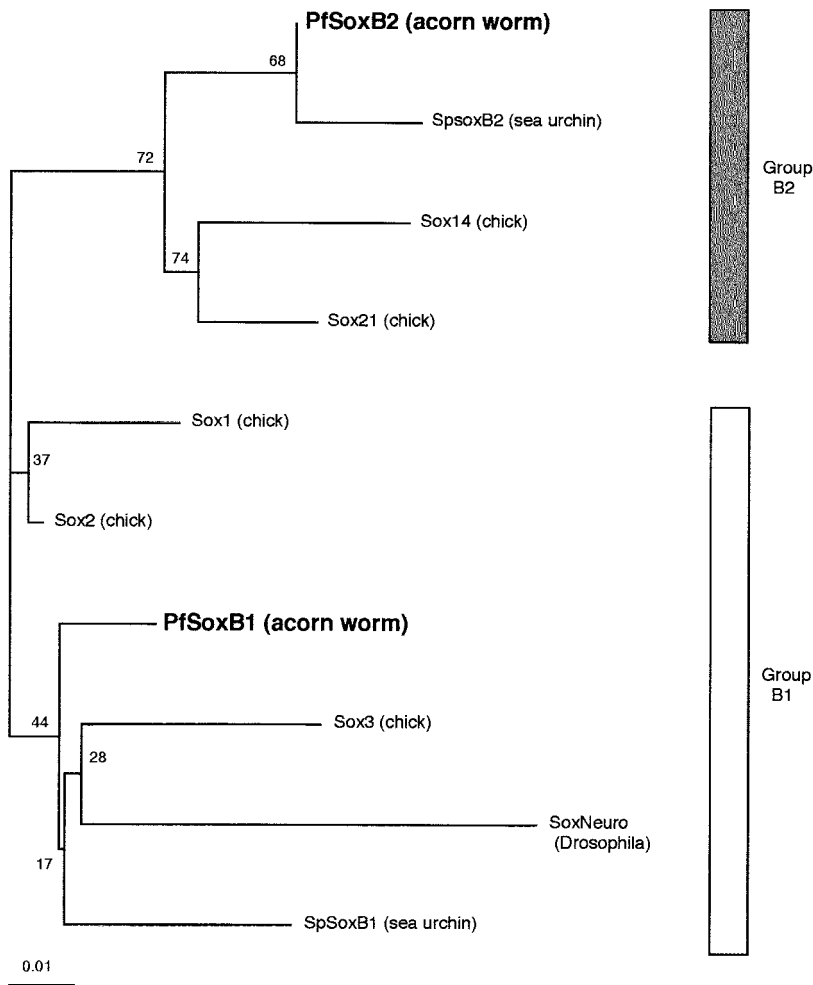 PfSoxB2 (acorn worm)
68
SpsoxB2 (sea urchin)
72
Group
B2
Sox14 (chick)
74
Sox21 (chick)
Sox1 (chick)
37
Sox2 (chick)
PfSoxB1 (acorn worm)
Group
B1
44
Sox3 (chick)
28
SoxNeuro
(Drosophila)
17
SpSoxB1 (sea urchin)
0.01